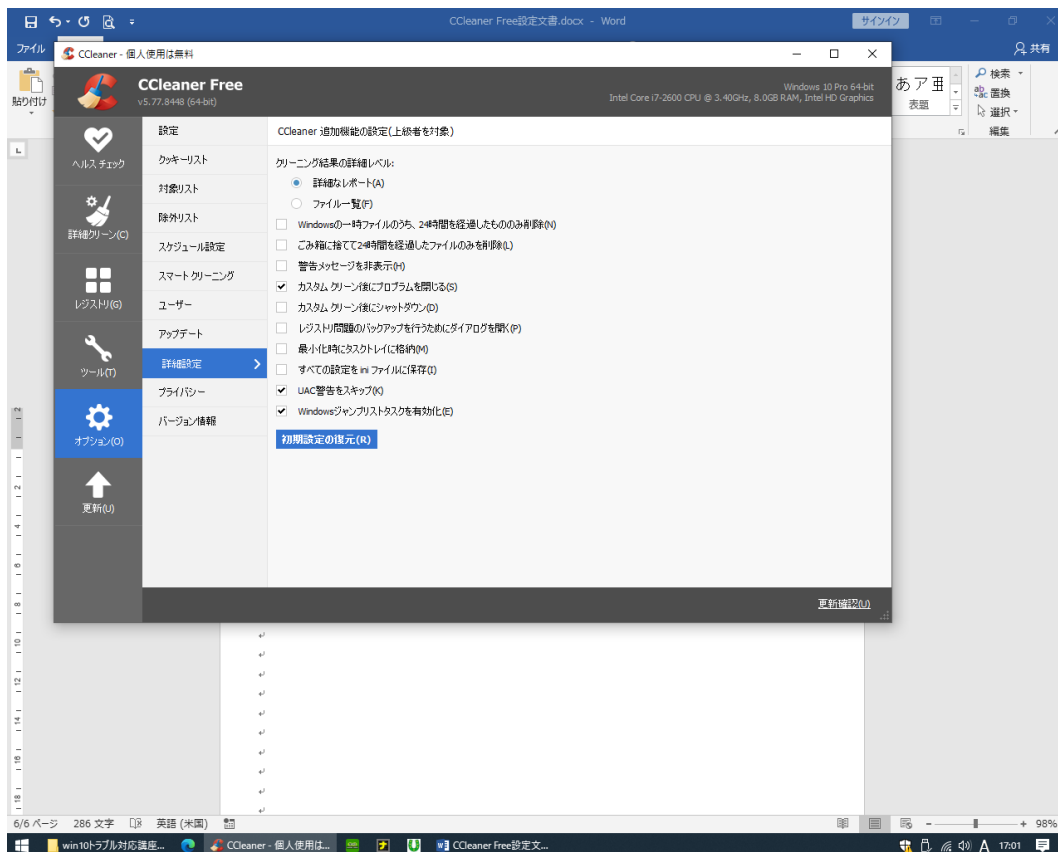 CCleaner Free設定文書.docx - Word
サインイン
ファイル
共有
CCleaner - 個人使用は無料
貼り付け
CCleaner Free
v5.77.8448 (64-bit)
Windows 10 Pro 64-bit
Intel Core i7-2600 CPU @ 3.40GHz, 8.0GB RAM, Intel HD Graphics
あ ア 亜
表題
検索
置換
選択
編集
ヘルス チェック
詳細クリーン(C)
レジストリ(G)
ツール(T)
オプション(O)
更新(U)
設定
クッキーリスト
対象リスト
除外リスト
スケジュール設定
スマート クリーニング
ユーザー
アップデート
詳細設定
プライバシー
バージョン情報
CCleaner 追加機能の設定(上級者を対象)
クリーニング結果の詳細レベル:
詳細なレポート(A)
ファイル一覧(F)
Windowsの一時ファイルのうち、24時間を経過したもののみ削除(N)
ごみ箱に捨てて24時間を経過したファイルのみを削除(L)
警告メッセージを非表示(H)
カスタム クリーン後にプログラムを閉じる(S)
カスタム クリーン後にシャットダウン(D)
レジストリ問題のバックアップを行うためにダイアログを開く(P)
最小化時にタスクトレイに格納(M)
すべての設定を ini ファイルに保存(I)
UAC警告をスキップ(K)
Windowsジャンプリストタスクを有効化(E)
初期設定の復元(R)
更新確認(U)
2
2
4
6
8
10
12
14
16
18
6/6 ページ 286 文字 英語 (米国)
98%
win10トラブル対応講座...
CCleaner - 個人使用は...
CCleaner Free設定文...
A 17:01